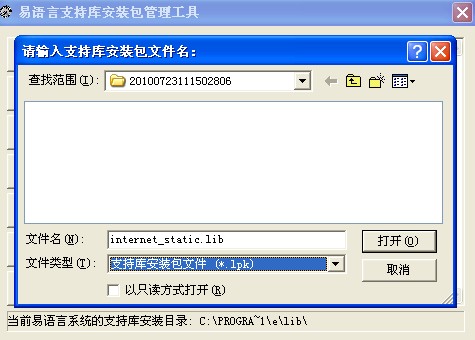 易语言支持库安装包管理工具
请输入支持库安装包文件名:
查找范围(I): 20100723111502806
文件名(N): internet_static.lib 打开(O)
文件类型(T): 支持库安装包文件 (*.lpk) 取消
以只读方式打开(R)
当前易语言系统的支持库安装目录: C:\PROGRA~1\e\lib\